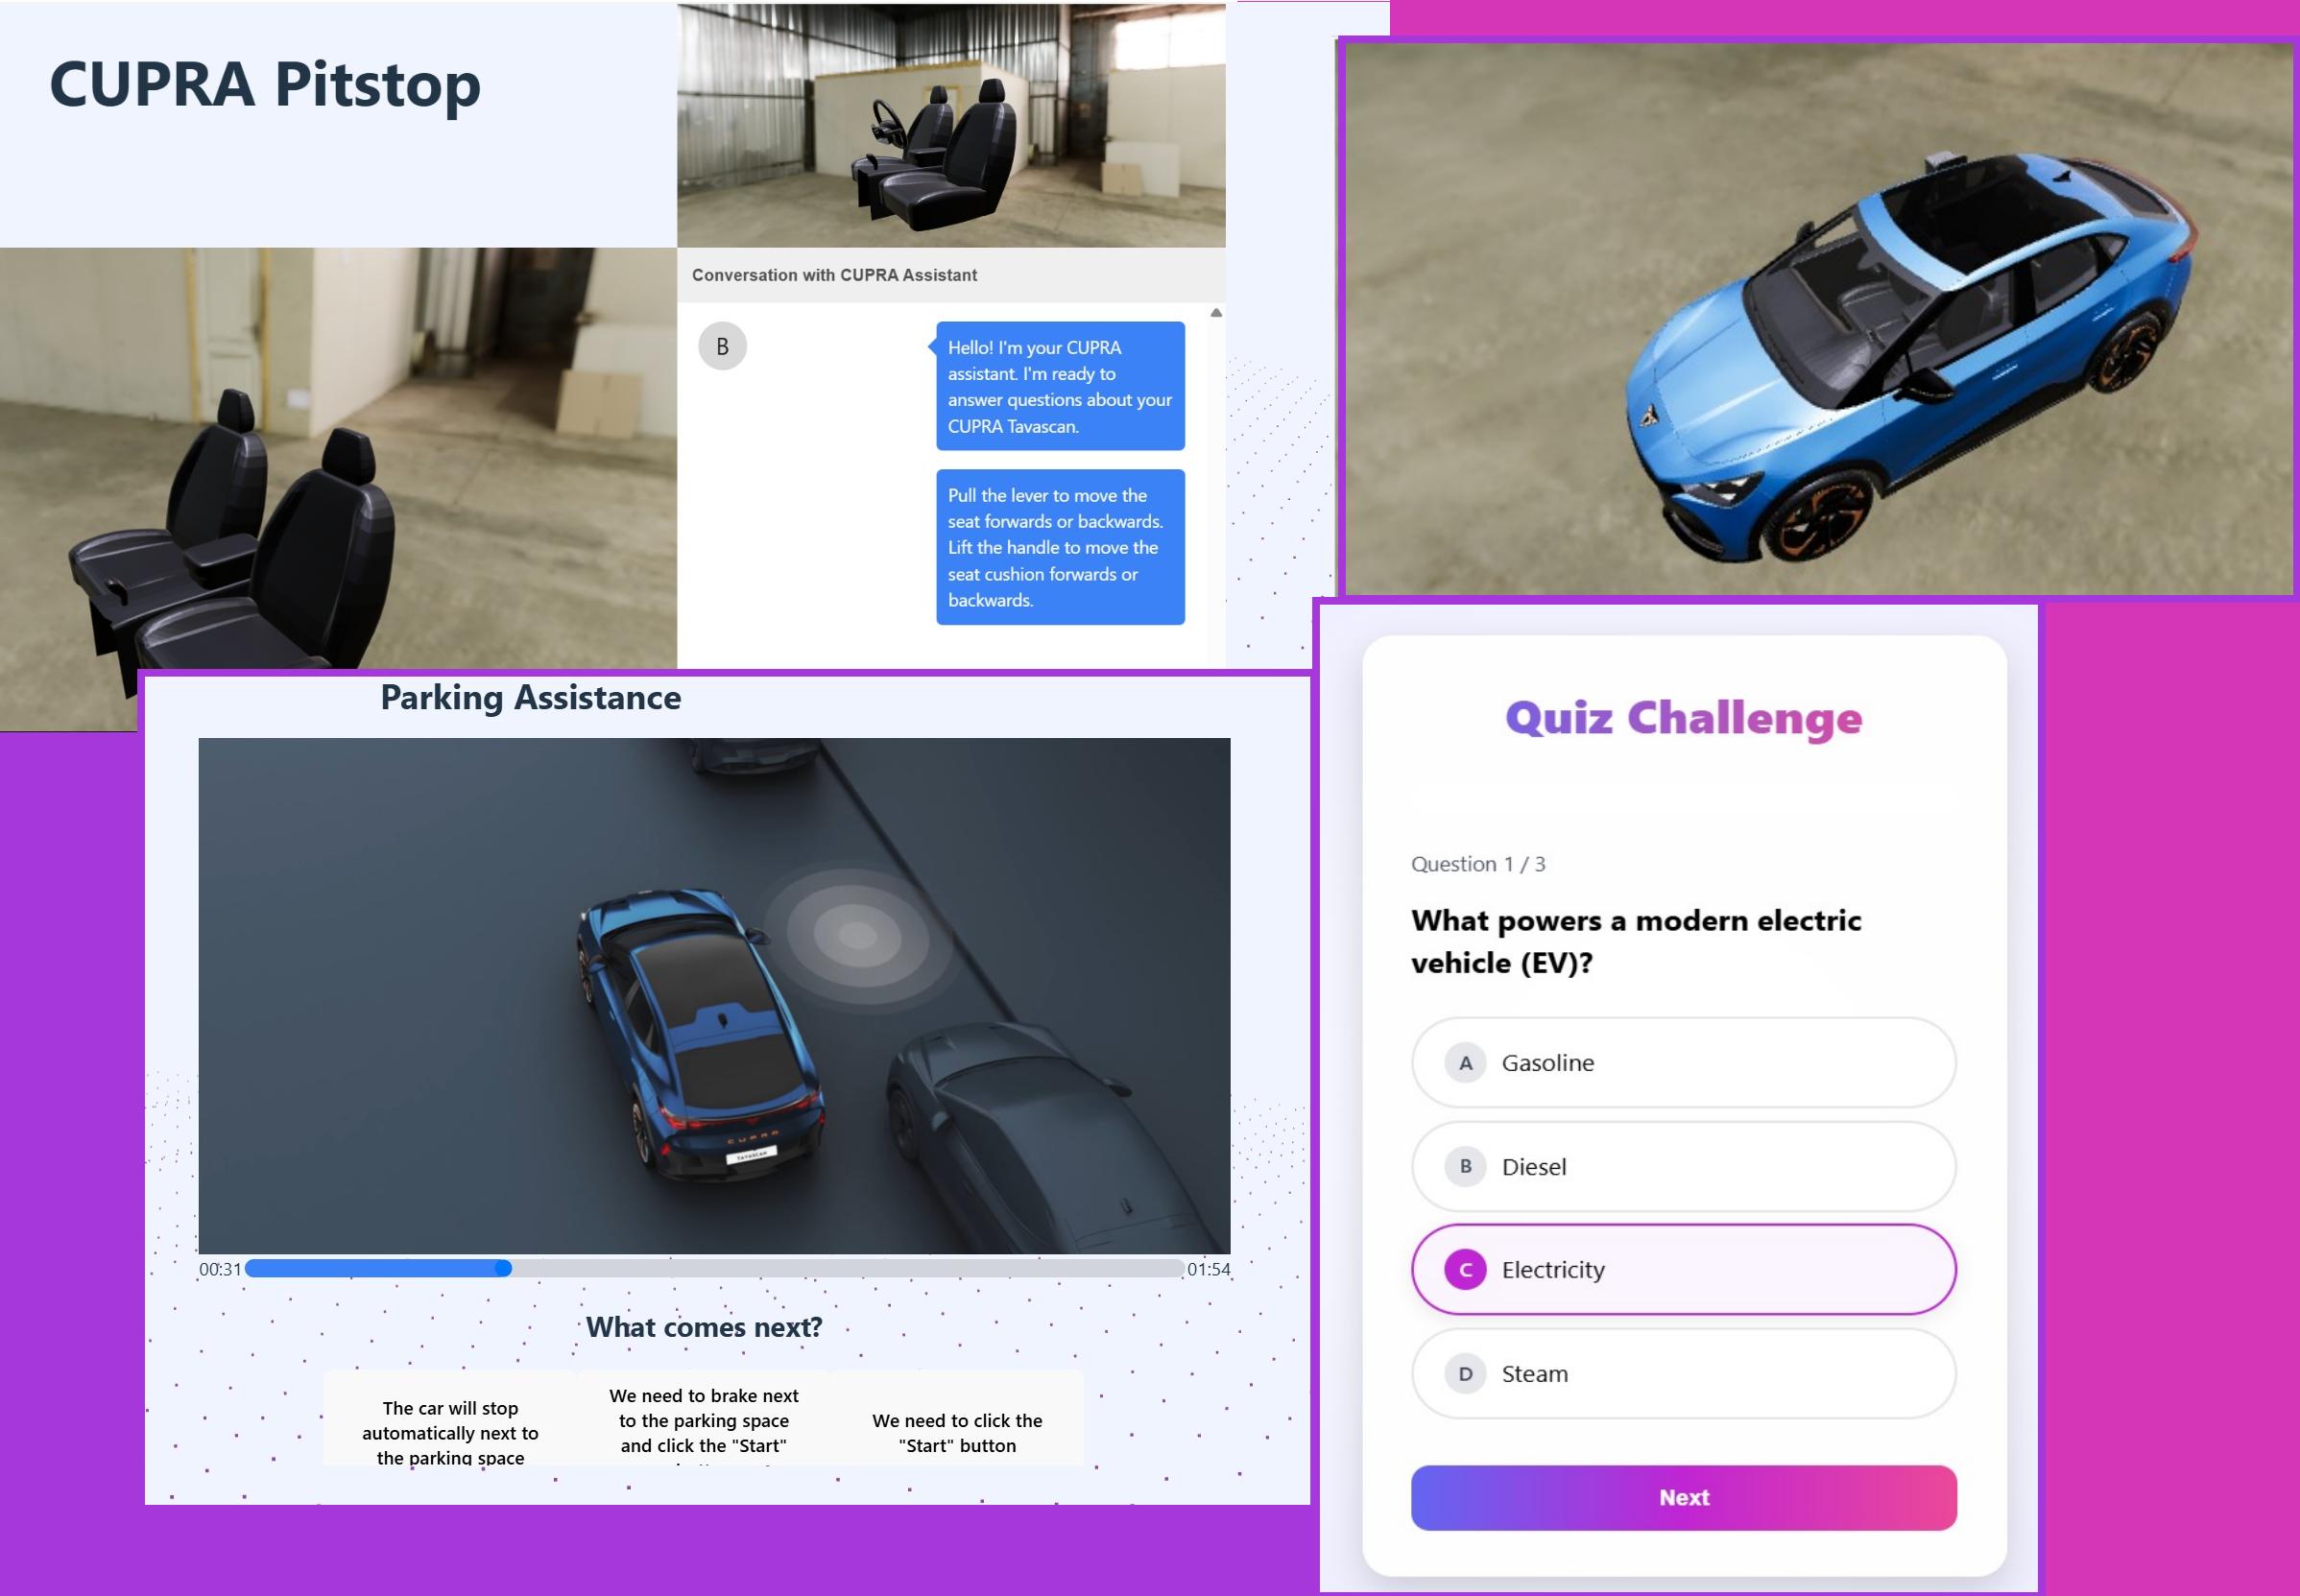 CUPRA Pitstop
Conversation with CUPRA Assistant
B
Hello! I'm your CUPRA
assistant. I'm ready to
answer questions about your
CUPRA Tavascan.
Pull the lever to move the
seat forwards or backwards.
Lift the handle to move the
seat cushion forwards or
backwards.
Parking Assistance
CUPRA
TAVASCAN
00:31
01:54
What comes next?
The car will stop
automatically next to
the parking space
We need to brake next
to the parking space
and click the "Start"
We need to click the
"Start" button
Quiz Challenge
Question 1 / 3
What powers a modern electric
vehicle (EV)?
A Gasoline
B Diesel
C Electricity
D Steam
Next